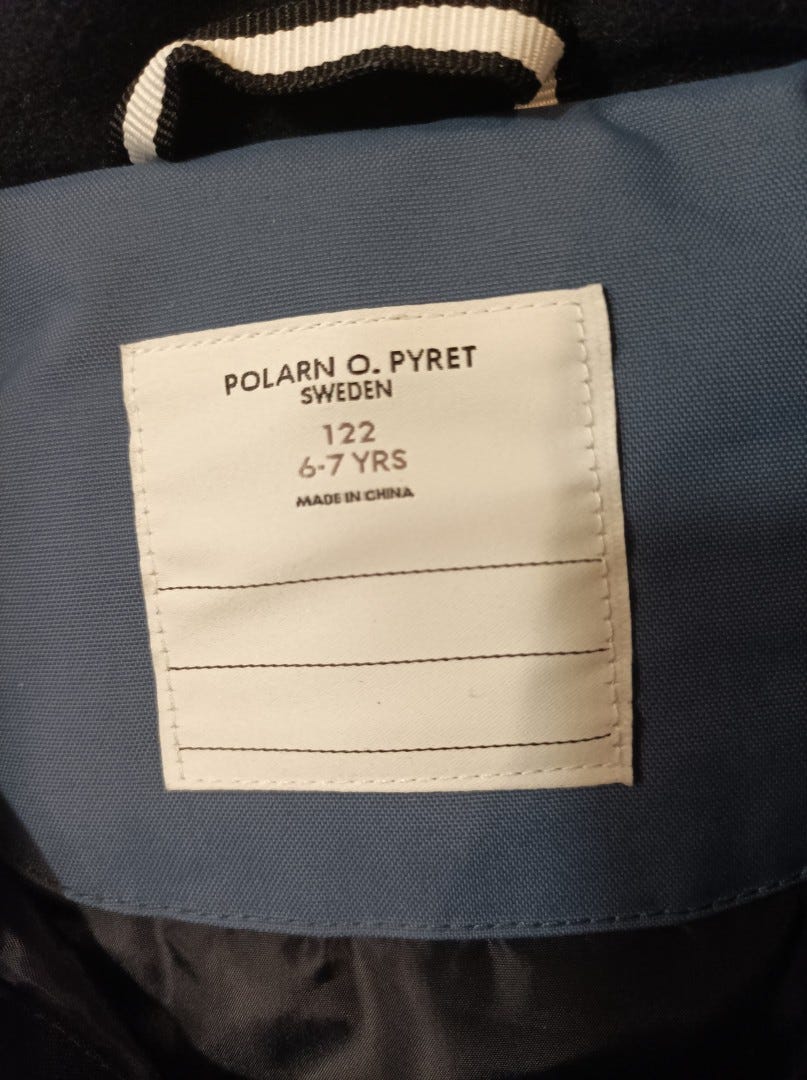 POLARN O. PYRET
SWEDEN
122
6-7 YRS
MADE IN CHINA